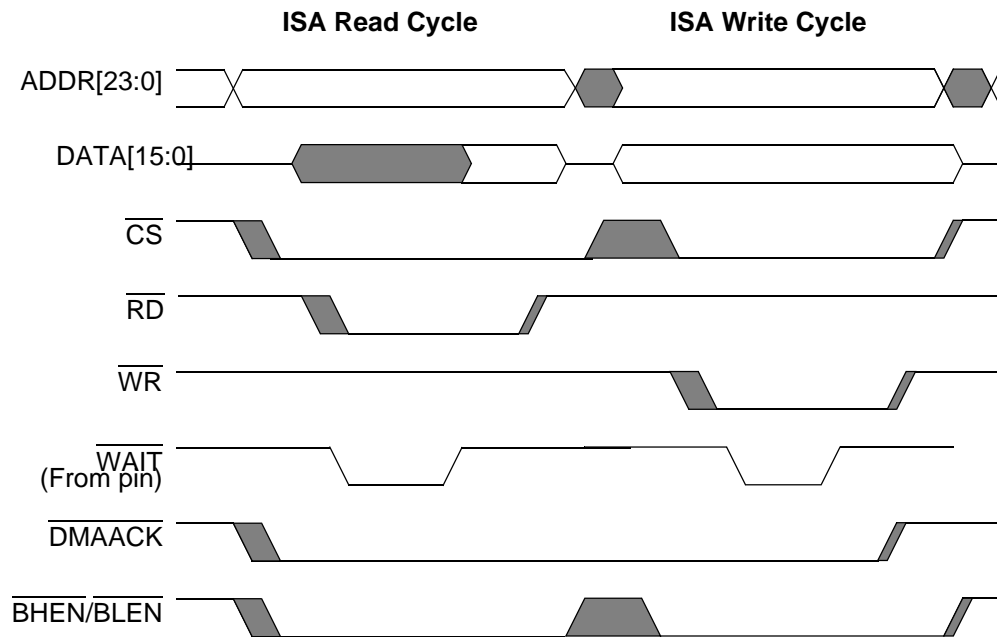 ISA Read Cycle ISA Write Cycle
ADDR[23:0]
DATA[15:0]
CS
RD
WR
WAIT
(From pin)
DMAACK
BHEN/BLEN